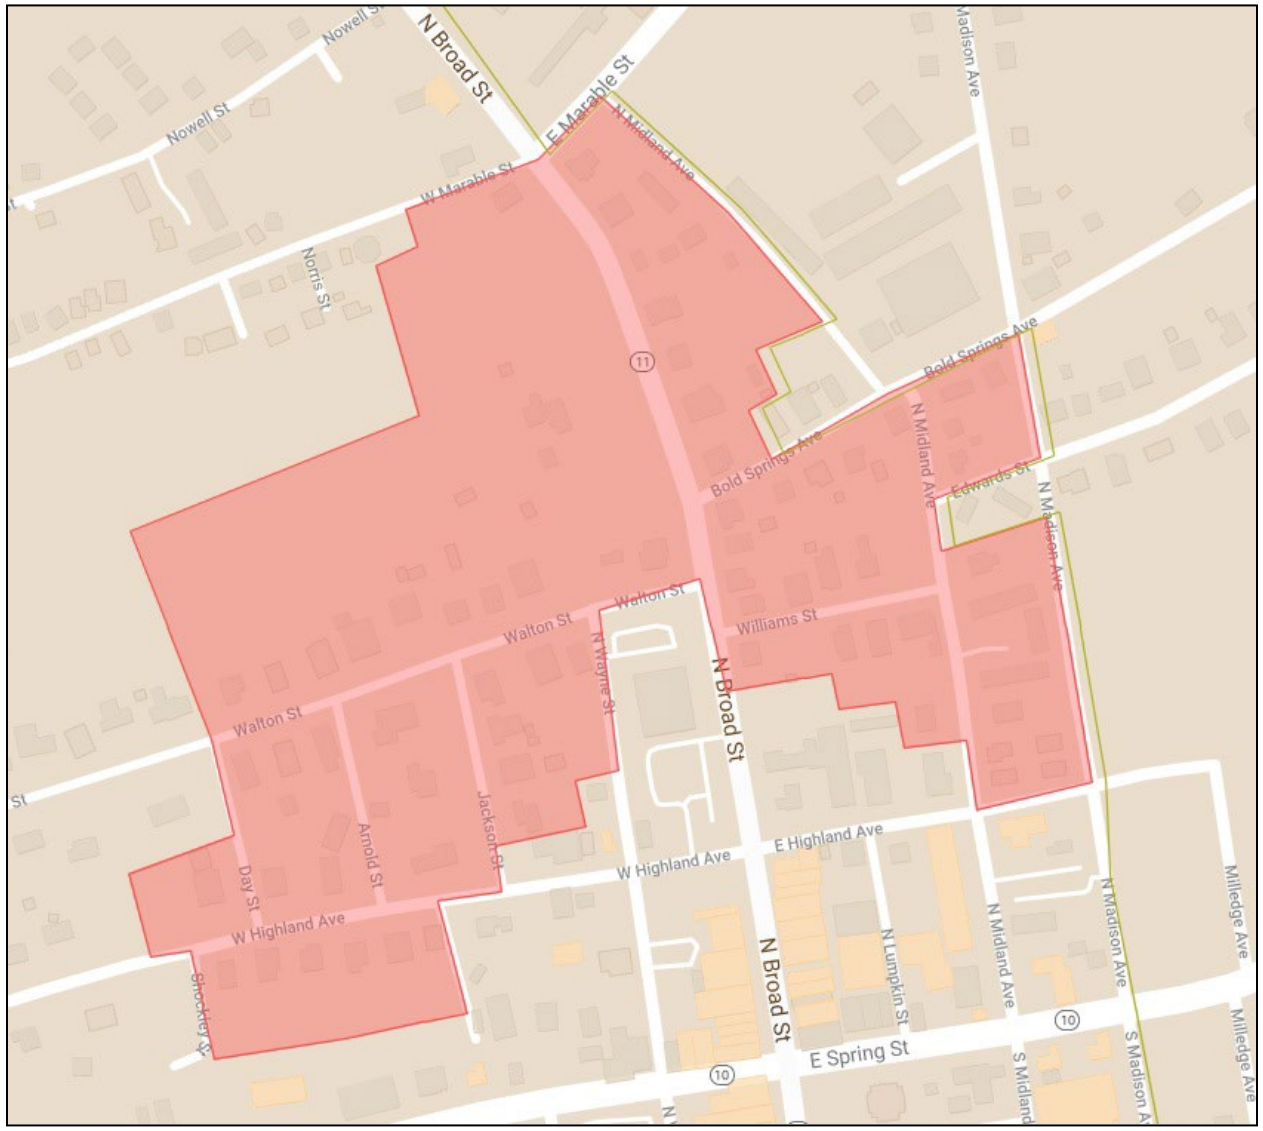 Nowell St
N Broad St
Madison Ave
E Marable St
Nowell St
N Midland Ave
W Marable St
Norris St
11
Bold Springs Ave
N Midland Ave
Bold Springs Ave
Edwards St
N Madison Ave
Walton St
Walton St
Williams St
N Wayne St
N Broad St
Walton St
St
Jackson St
Arnold St
E Highland Ave
W Highland Ave
Day St
Milledge Ave
N Madison Ave
W Highland Ave
N Midland Ave
N Lumpkin St
N Broad St
Shockley St
10
E Spring St
10
Milledge Ave
S Madison Av
S Midland
N